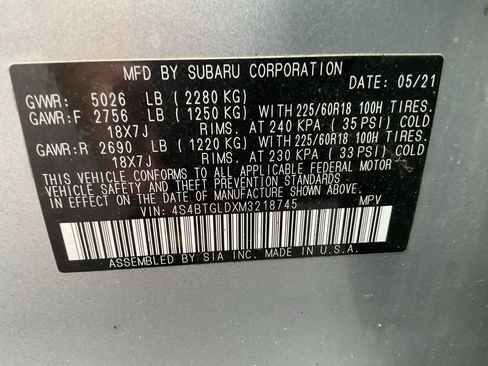 MFD BY SUBARU CORPORATION
DATE: 05/21
GVWR: 5026 LB (2280 KG)
GAWR:F 2756 LB (1250 KG) WITH 225/60R18 100H TIRES.
18X7J RIMS. AT 240 KPA (35 PSI) COLD
GAWR:R 2690 LB (1220 KG) WITH 225/60R18 100H TIRES.
18X7J RIMS. AT 230 KPA (33 PSI) COLD
THIS VEHICLE CONFORMS TO ALL APPLICABLE FEDERAL MOTOR
VEHICLE SAFETY AND THEFT PREVENTION STANDARDS
IN EFFECT ON THE DATE OF MANUFACTURE SHOWN ABOVE.
VIN: 4S4BTGLDXM3218745 MPV
ASSEMBLED BY SIA INC. MADE IN U.S.A.